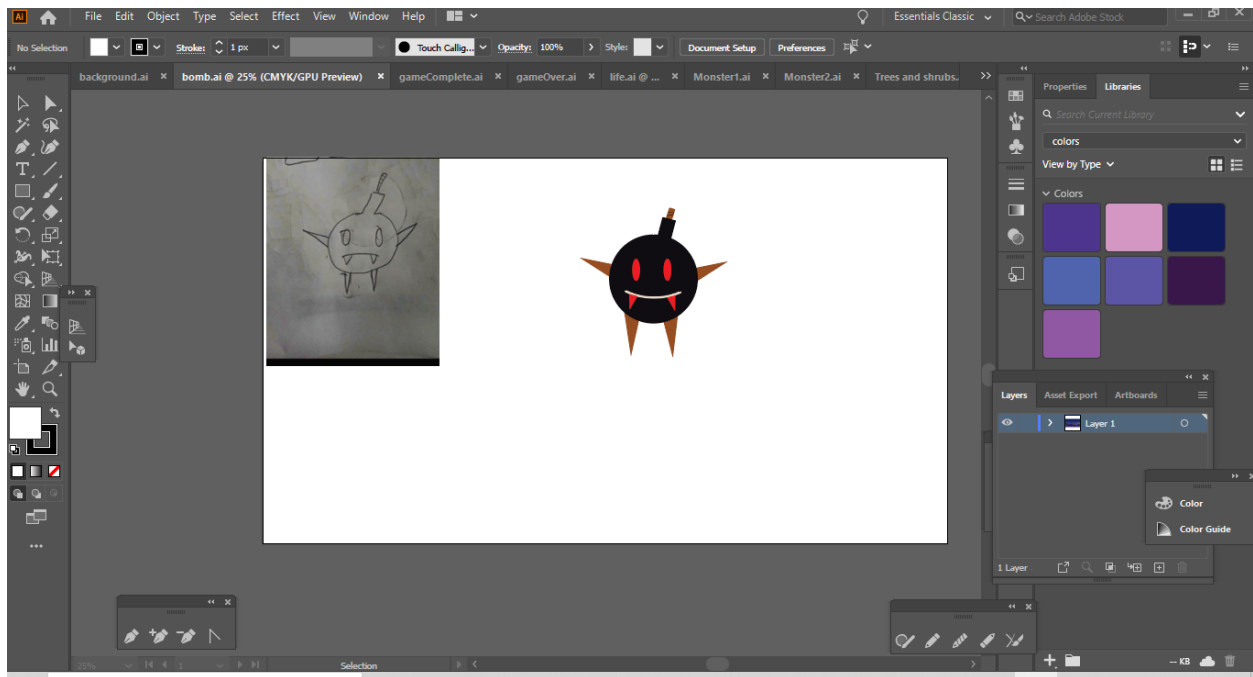 Ai File Edit Object Type Select Effect View Window Help Essentials Classic Search Adobe Stock
No Selection Stroke: 1 px Touch Callig... Opacity: 100% Style: Document Setup Preferences
background.ai × bomb.ai @ 25% (CMYK/GPU Preview) × gameComplete.ai × gameOver.ai × life.ai @ ... × Monster1.ai × Monster2.ai × Trees and shrubs.
Properties Libraries
Search Current Library
colors
View by Type
Colors
Layers Asset Export Artboards
Layer 1
Color
Color Guide
1 Layer
25% 1 Selection
-- KB